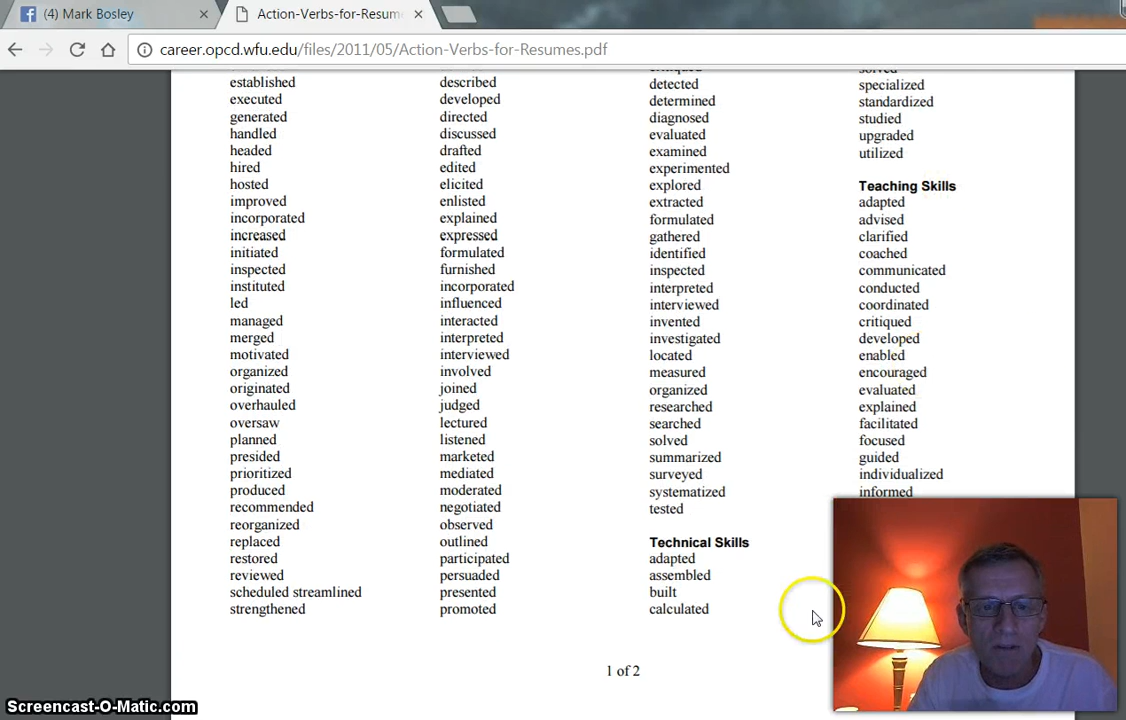 (4) Mark Bosley
Action-Verbs-for-Resum
career.opcd.wfu.edu/files/2011/05/Action-Verbs-for-Resumes.pdf
established
executed
generated
handled
headed
hired
hosted
improved
incorporated
increased
initiated
inspected
instituted
led
managed
merged
motivated
organized
originated
overhauled
oversaw
planned
presided
prioritized
produced
recommended
reorganized
replaced
restored
reviewed
scheduled streamlined
strengthened
described
developed
directed
discussed
drafted
edited
elicited
enlisted
explained
expressed
formulated
furnished
incorporated
influenced
interacted
interpreted
interviewed
involved
joined
judged
lectured
listened
marketed
mediated
moderated
negotiated
observed
outlined
participated
persuaded
presented
promoted
detected
determined
diagnosed
evaluated
examined
experimented
explored
extracted
formulated
gathered
identified
inspected
interpreted
interviewed
invented
investigated
located
measured
organized
researched
searched
solved
summarized
surveyed
systematized
tested
Technical Skills
adapted
assembled
built
calculated
solved
specialized
standardized
studied
upgraded
utilized
Teaching Skills
adapted
advised
clarified
coached
communicated
conducted
coordinated
critiqued
developed
enabled
encouraged
evaluated
explained
facilitated
focused
guided
individualized
informed
1 of 2
Screencast-O-Matic.com